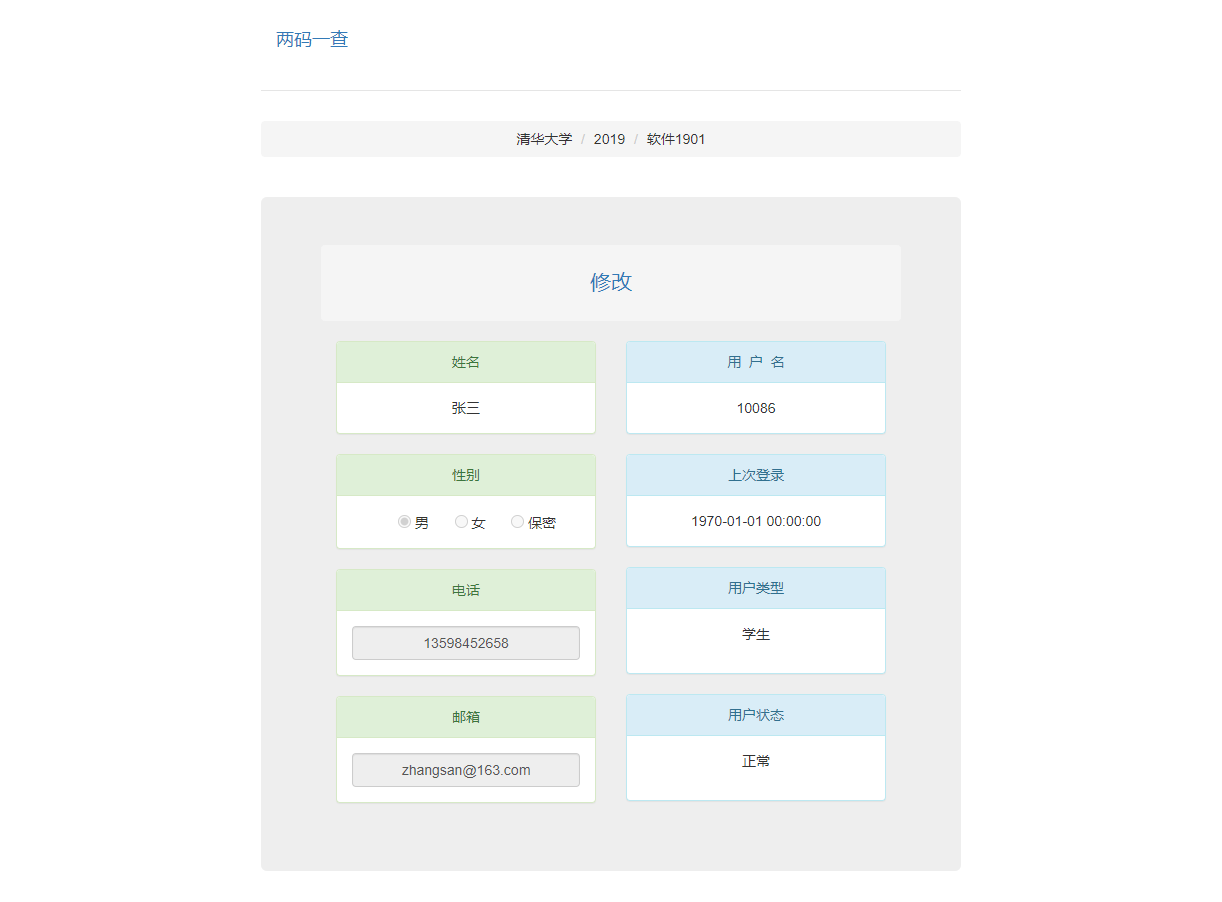 两码一查
清华大学 / 2019 / 软件1901
修改
姓名
张三
用 户 名
10086
性别
男 女 保密
上次登录
1970-01-01 00:00:00
电话
13598452658
用户类型
学生
邮箱
zhangsan@163.com
用户状态
正常